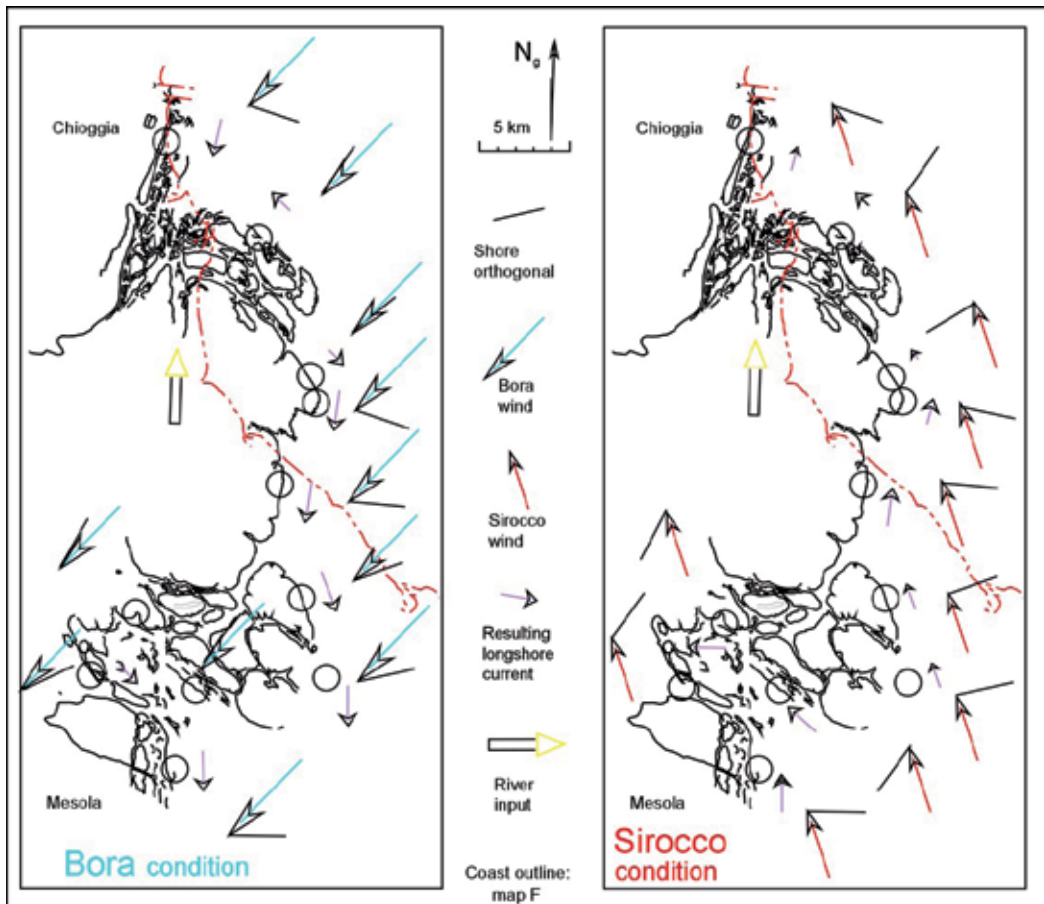 Chioggia
Mesola
Bora condition
Ng
5 km
Shore
orthogonal
Bora
wind
Sirocco
wind
Resulting
longshore
current
River
input
Coast outline:
map F
Chioggia
Mesola
Sirocco
condition